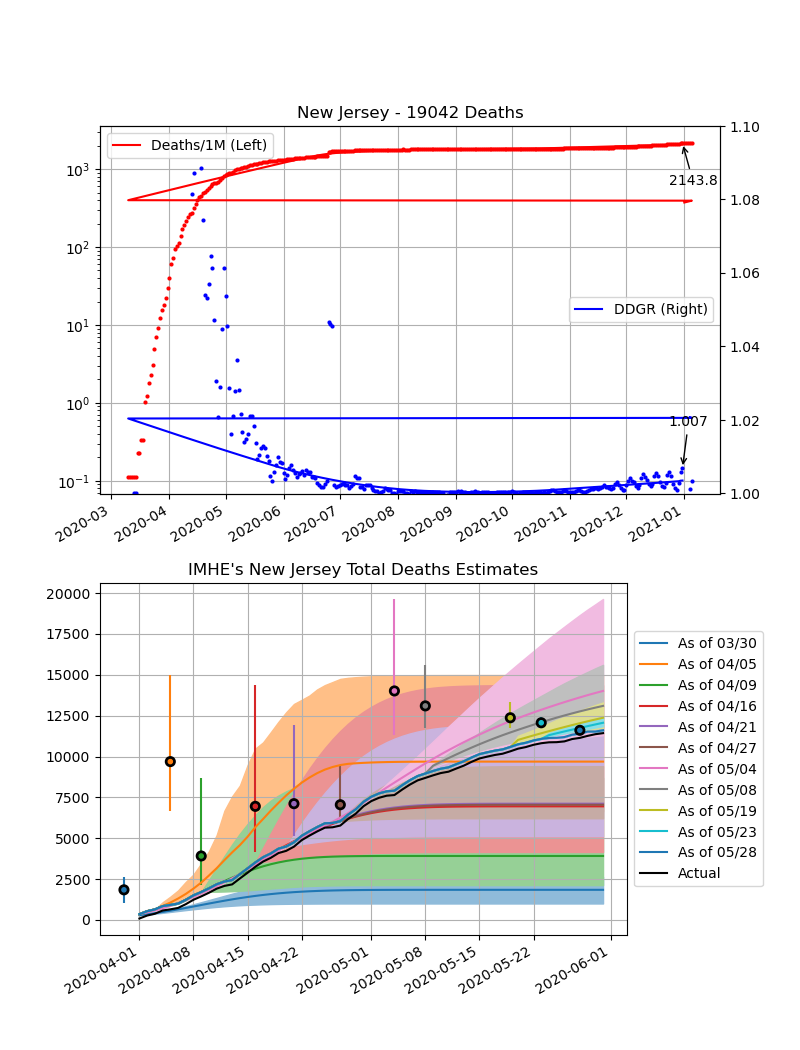 New Jersey - 19042 Deaths
Deaths/1M (Left)
DDGR (Right)
2143.8
1.007
10³
10²
10¹
10⁰
10⁻¹
1.10
1.08
1.06
1.04
1.02
1.00
2020-03
2020-04
2020-05
2020-06
2020-07
2020-08
2020-09
2020-10
2020-11
2020-12
2021-01
IMHE's New Jersey Total Deaths Estimates
20000
17500
15000
12500
10000
7500
5000
2500
0
2020-04-01
2020-04-08
2020-04-15
2020-04-22
2020-05-01
2020-05-08
2020-05-15
2020-05-22
2020-06-01
As of 03/30
As of 04/05
As of 04/09
As of 04/16
As of 04/21
As of 04/27
As of 05/04
As of 05/08
As of 05/19
As of 05/23
As of 05/28
Actual